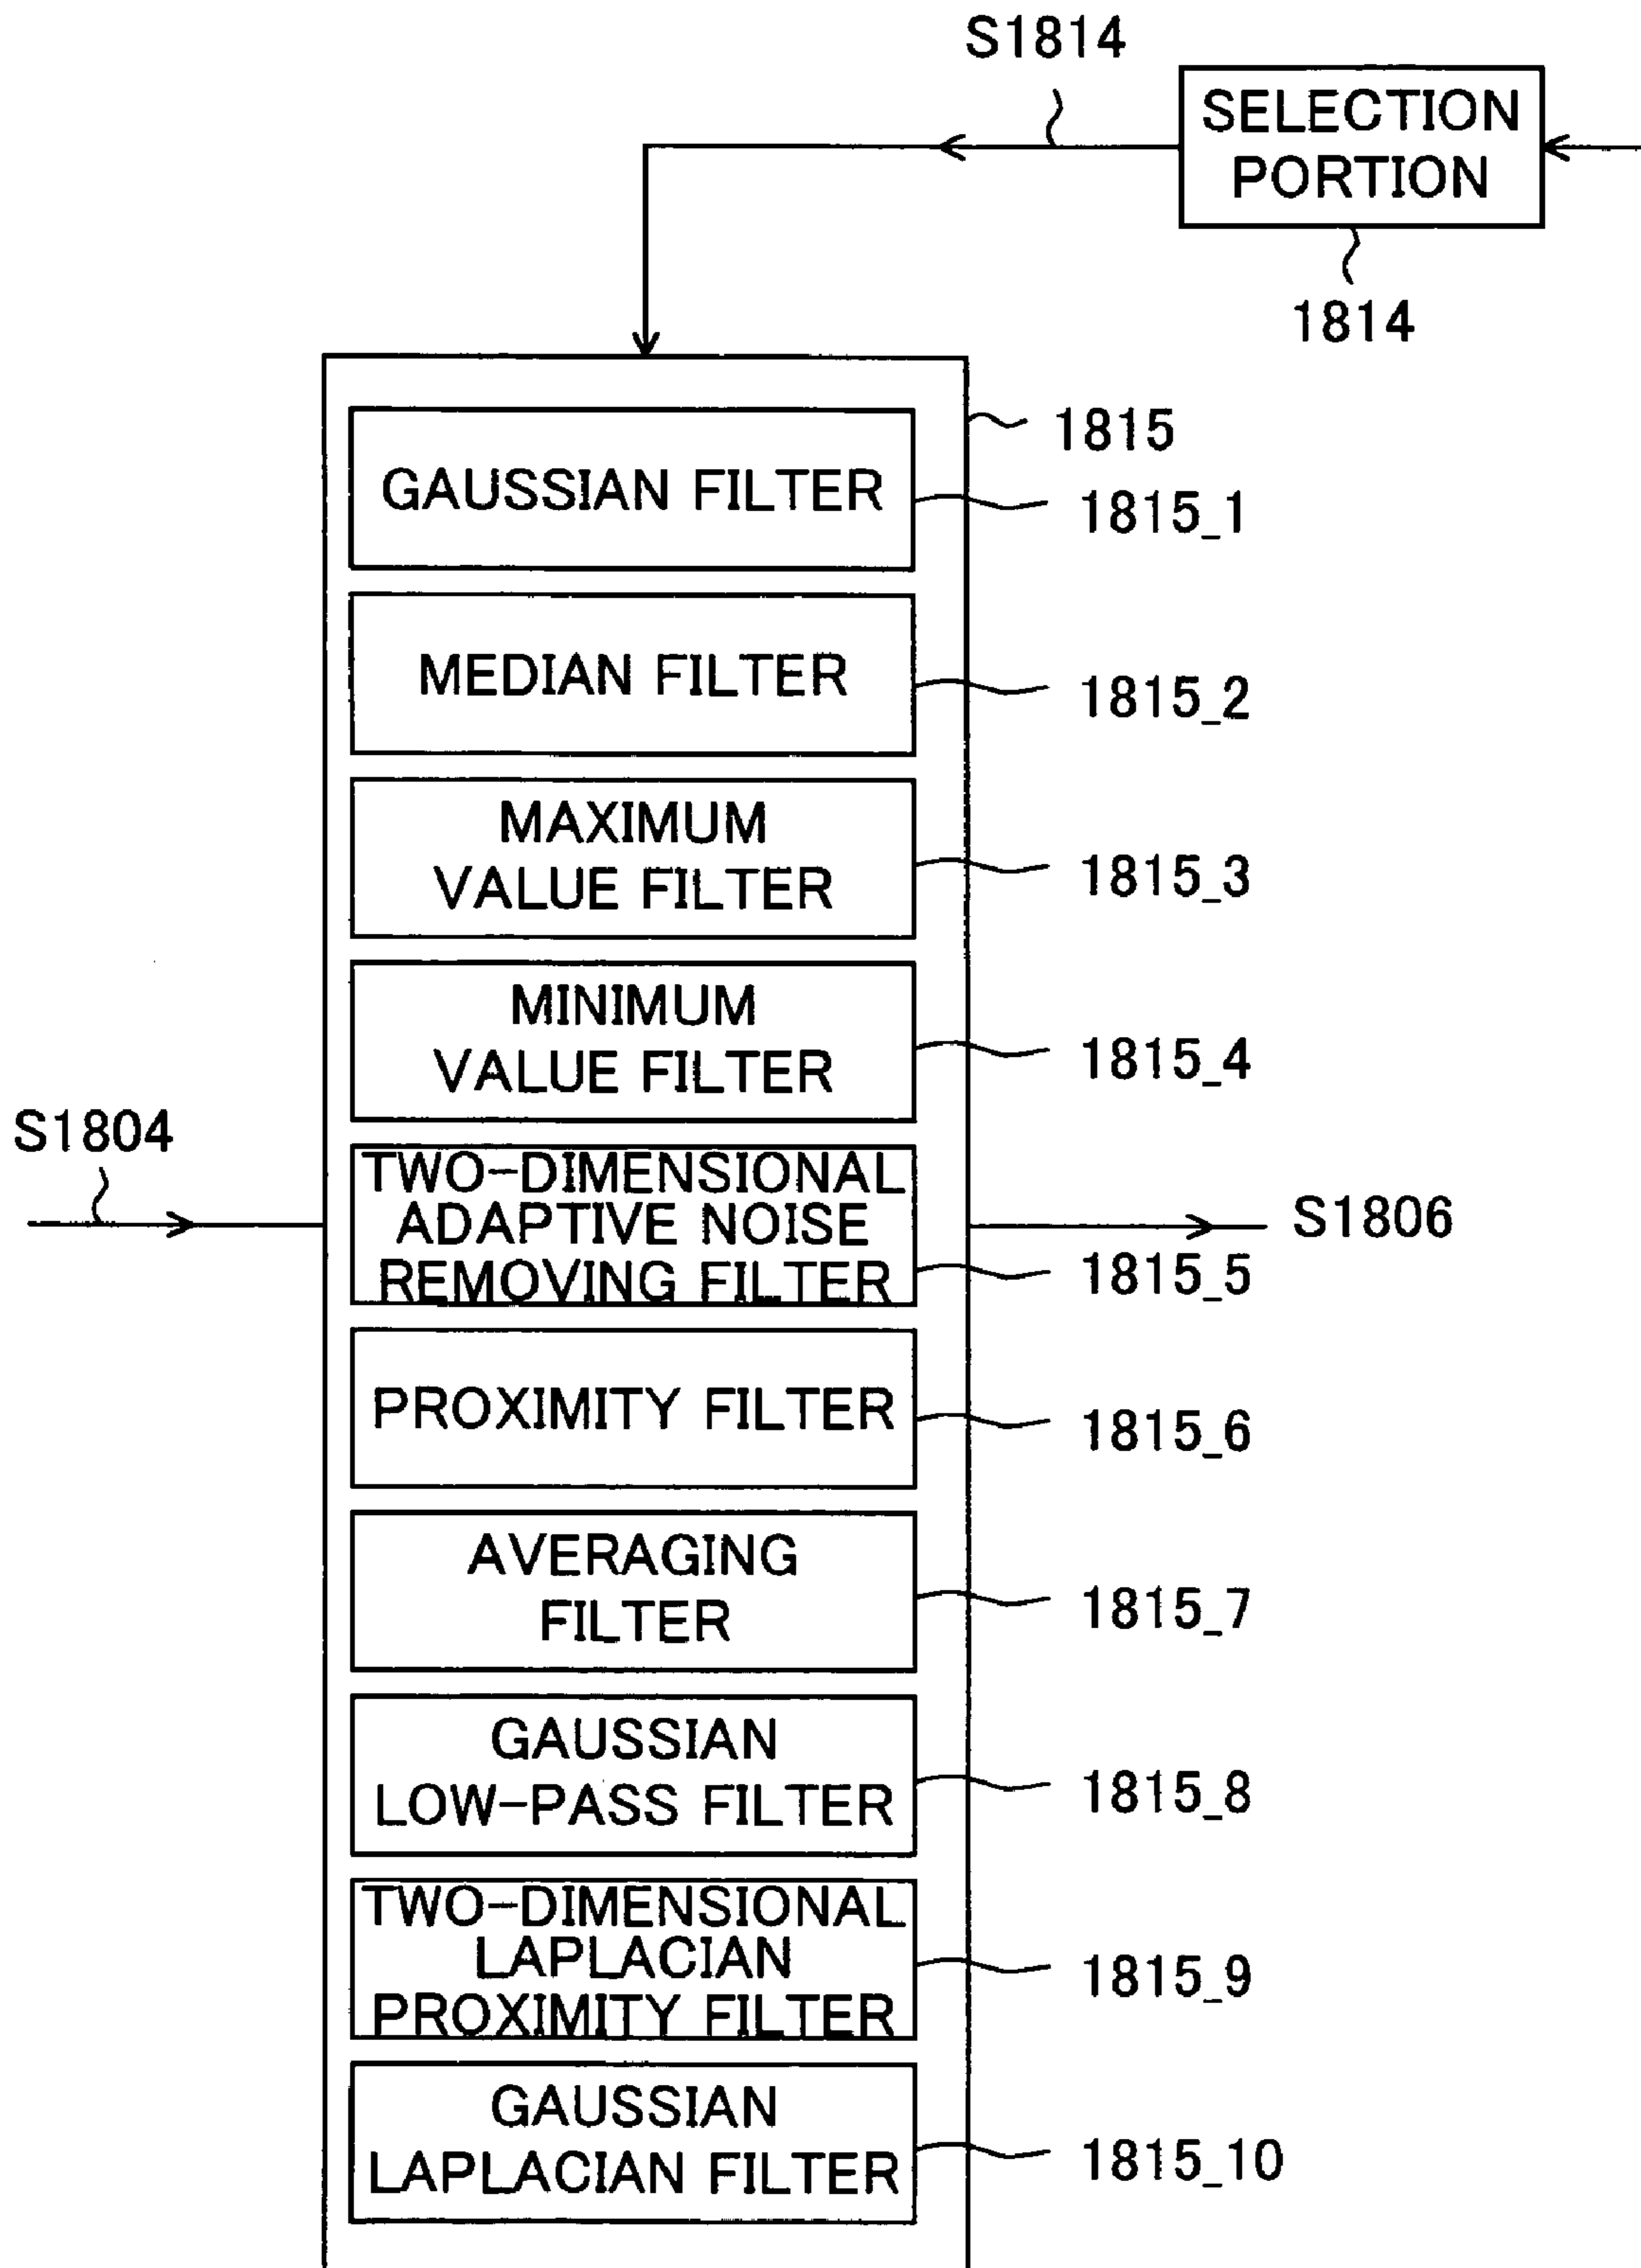 S1814
SELECTION
PORTION
1814
1815
GAUSSIAN FILTER
1815_1
MEDIAN FILTER
1815_2
MAXIMUM
VALUE FILTER
1815_3
MINIMUM
VALUE FILTER
1815_4
S1804
TWO-DIMENSIONAL
ADAPTIVE NOISE
REMOVING FILTER
S1806
1815_5
PROXIMITY FILTER
1815_6
AVERAGING
FILTER
1815_7
GAUSSIAN
LOW-PASS FILTER
1815_8
TWO-DIMENSIONAL
LAPLACIAN
PROXIMITY FILTER
1815_9
GAUSSIAN
LAPLACIAN FILTER
1815_10